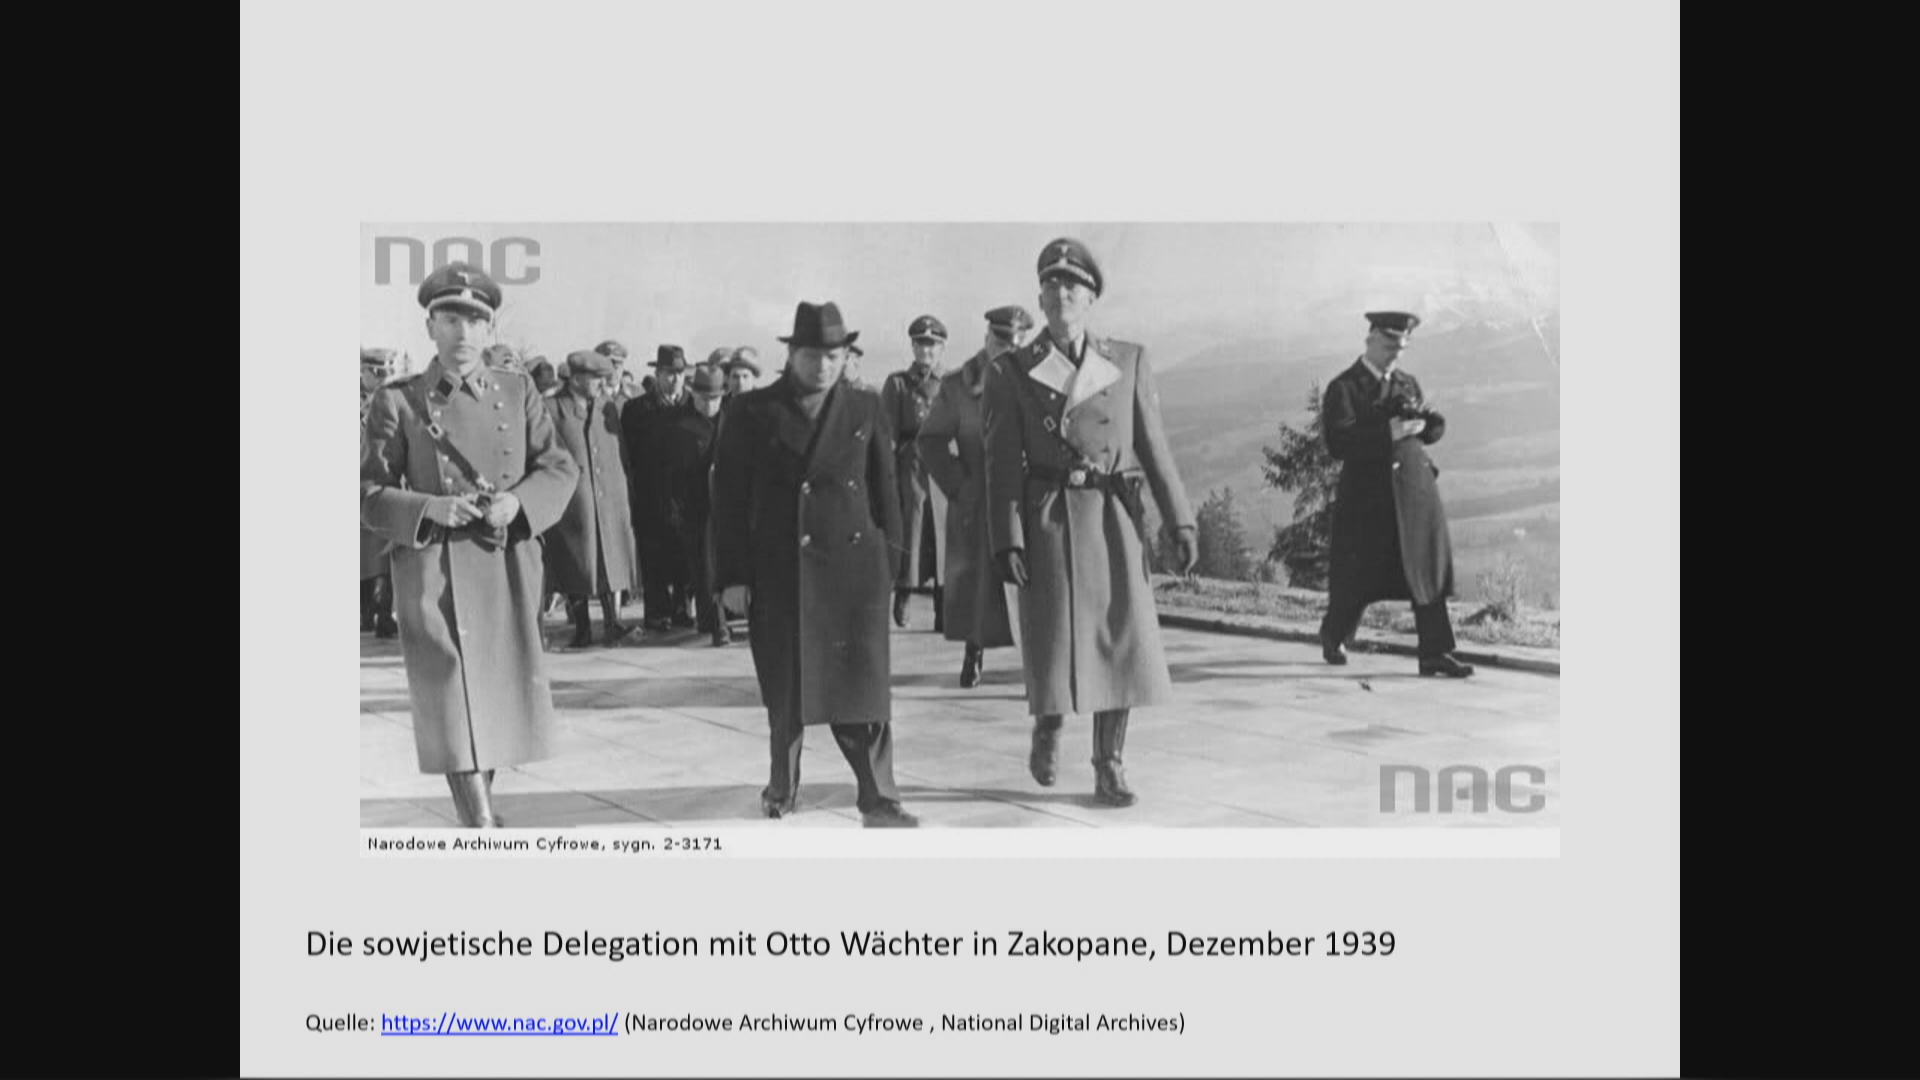 nac
nac
Narodowe Archiwum Cyfrowe, sygn. 2-3171
Die sowjetische Delegation mit Otto Wächter in Zakopane, Dezember 1939
Quelle: https://www.nac.gov.pl/ (Narodowe Archiwum Cyfrowe , National Digital Archives)